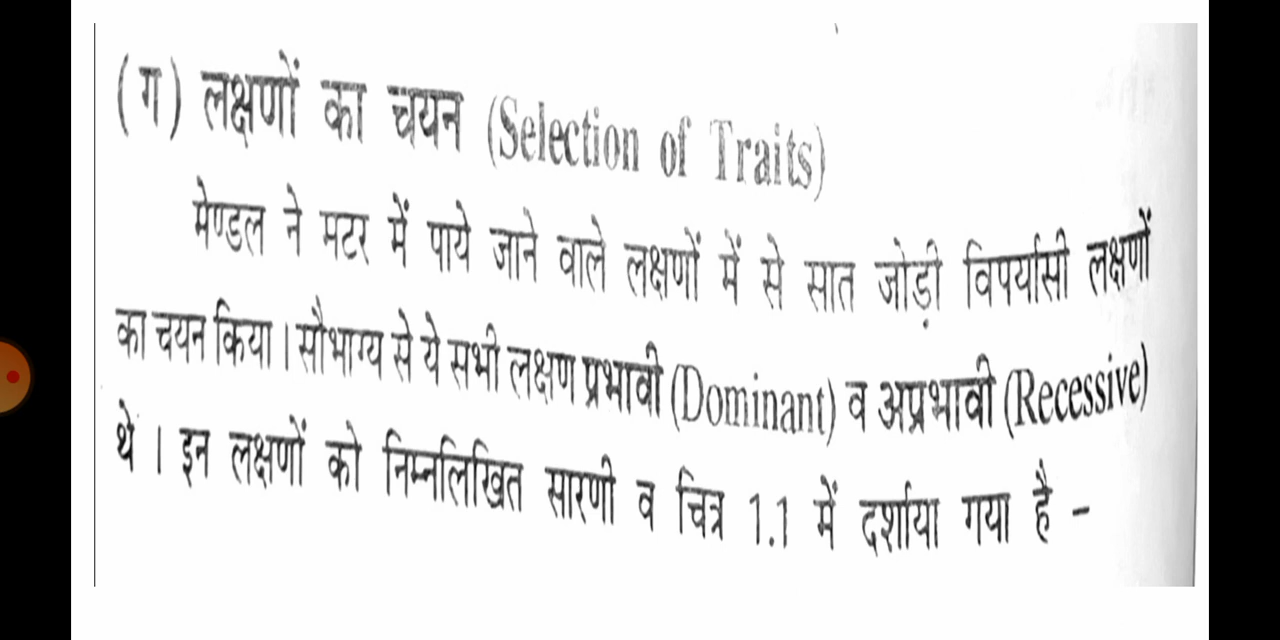 (ग) लक्षणों का चयन (Selection of Traits)
मेण्डल ने मटर में पाये जाने वाले लक्षणों में से सात जोड़ी विपर्यासी लक्षणों
का चयन किया । सौभाग्य से ये सभी लक्षण प्रभावी (Dominant) व अप्रभावी (Recessive)
थे । इन लक्षणों को निम्नलिखित सारणी व चित्र 1.1 में दर्शाया गया है –